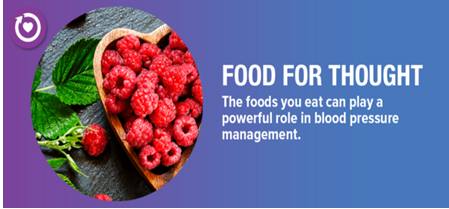 FOOD FOR THOUGHT
The foods you eat can play a
powerful role in blood pressure
management.